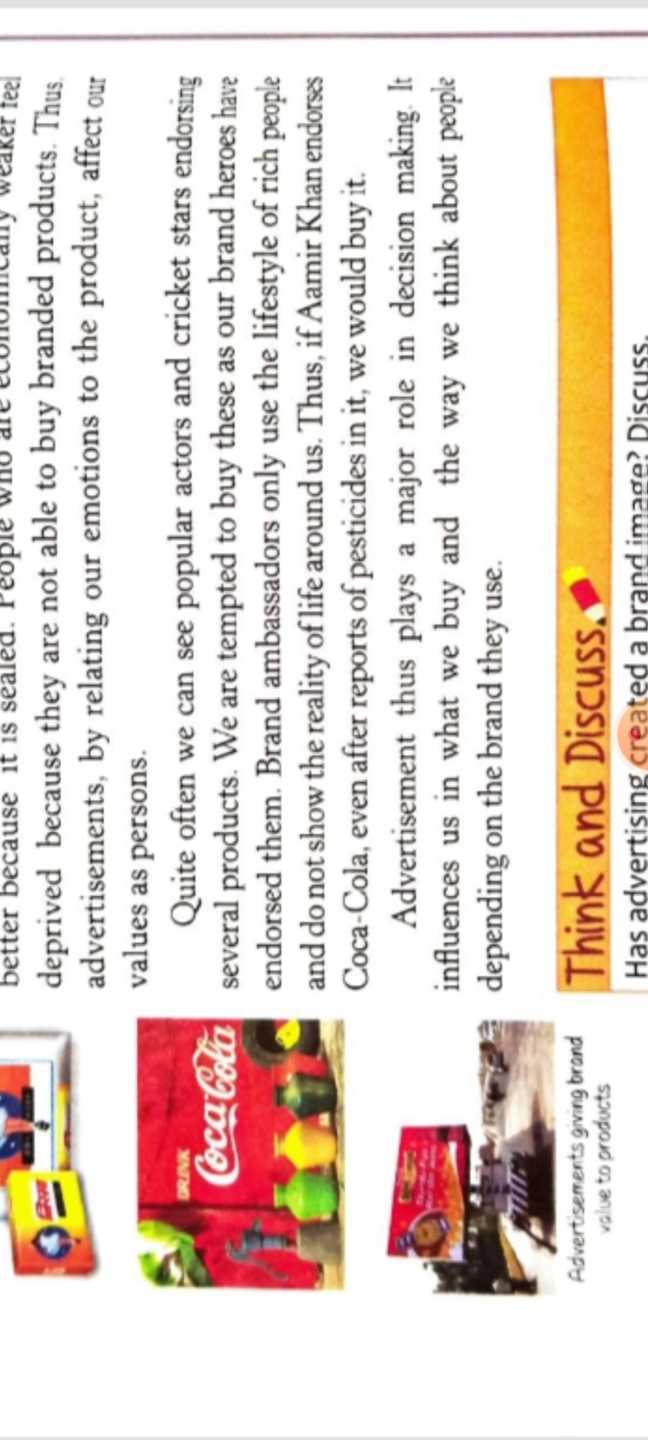 better because it is sealed. People who are economically weaker feel
deprived because they are not able to buy branded products. Thus,
advertisements, by relating our emotions to the product, affect our
values as persons.
Quite often we can see popular actors and cricket stars endorsing
several products. We are tempted to buy these as our brand heroes have
endorsed them. Brand ambassadors only use the lifestyle of rich people
and do not show the reality of life around us. Thus, if Aamir Khan endorses
Coca-Cola, even after reports of pesticides in it, we would buy it.
Advertisement thus plays a major role in decision making. It
influences us in what we buy and the way we think about people
depending on the brand they use.
Think and Discuss
Has advertising created a brand image? Discuss.
DRINK
Coca-Cola
Advertisements giving brand
value to products